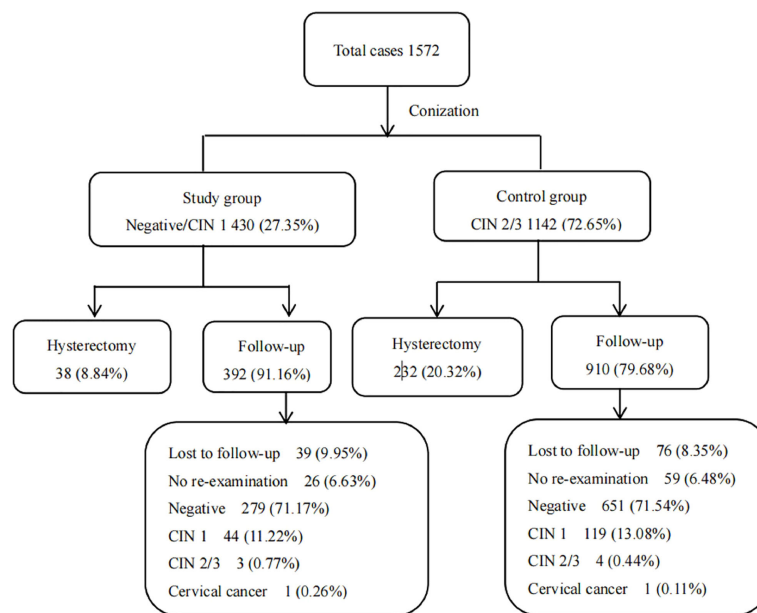 Total cases 1572
Conization
Study group
Negative/CIN 1 430 (27.35%)
Control group
CIN 2/3 1142 (72.65%)
Hysterectomy
38 (8.84%)
Follow-up
392 (91.16%)
Hysterectomy
232 (20.32%)
Follow-up
910 (79.68%)
Lost to follow-up 39 (9.95%)
No re-examination 26 (6.63%)
Negative 279 (71.17%)
CIN 1 44 (11.22%)
CIN 2/3 3 (0.77%)
Cervical cancer 1 (0.26%)
Lost to follow-up 76 (8.35%)
No re-examination 59 (6.48%)
Negative 651 (71.54%)
CIN 1 119 (13.08%)
CIN 2/3 4 (0.44%)
Cervical cancer 1 (0.11%)